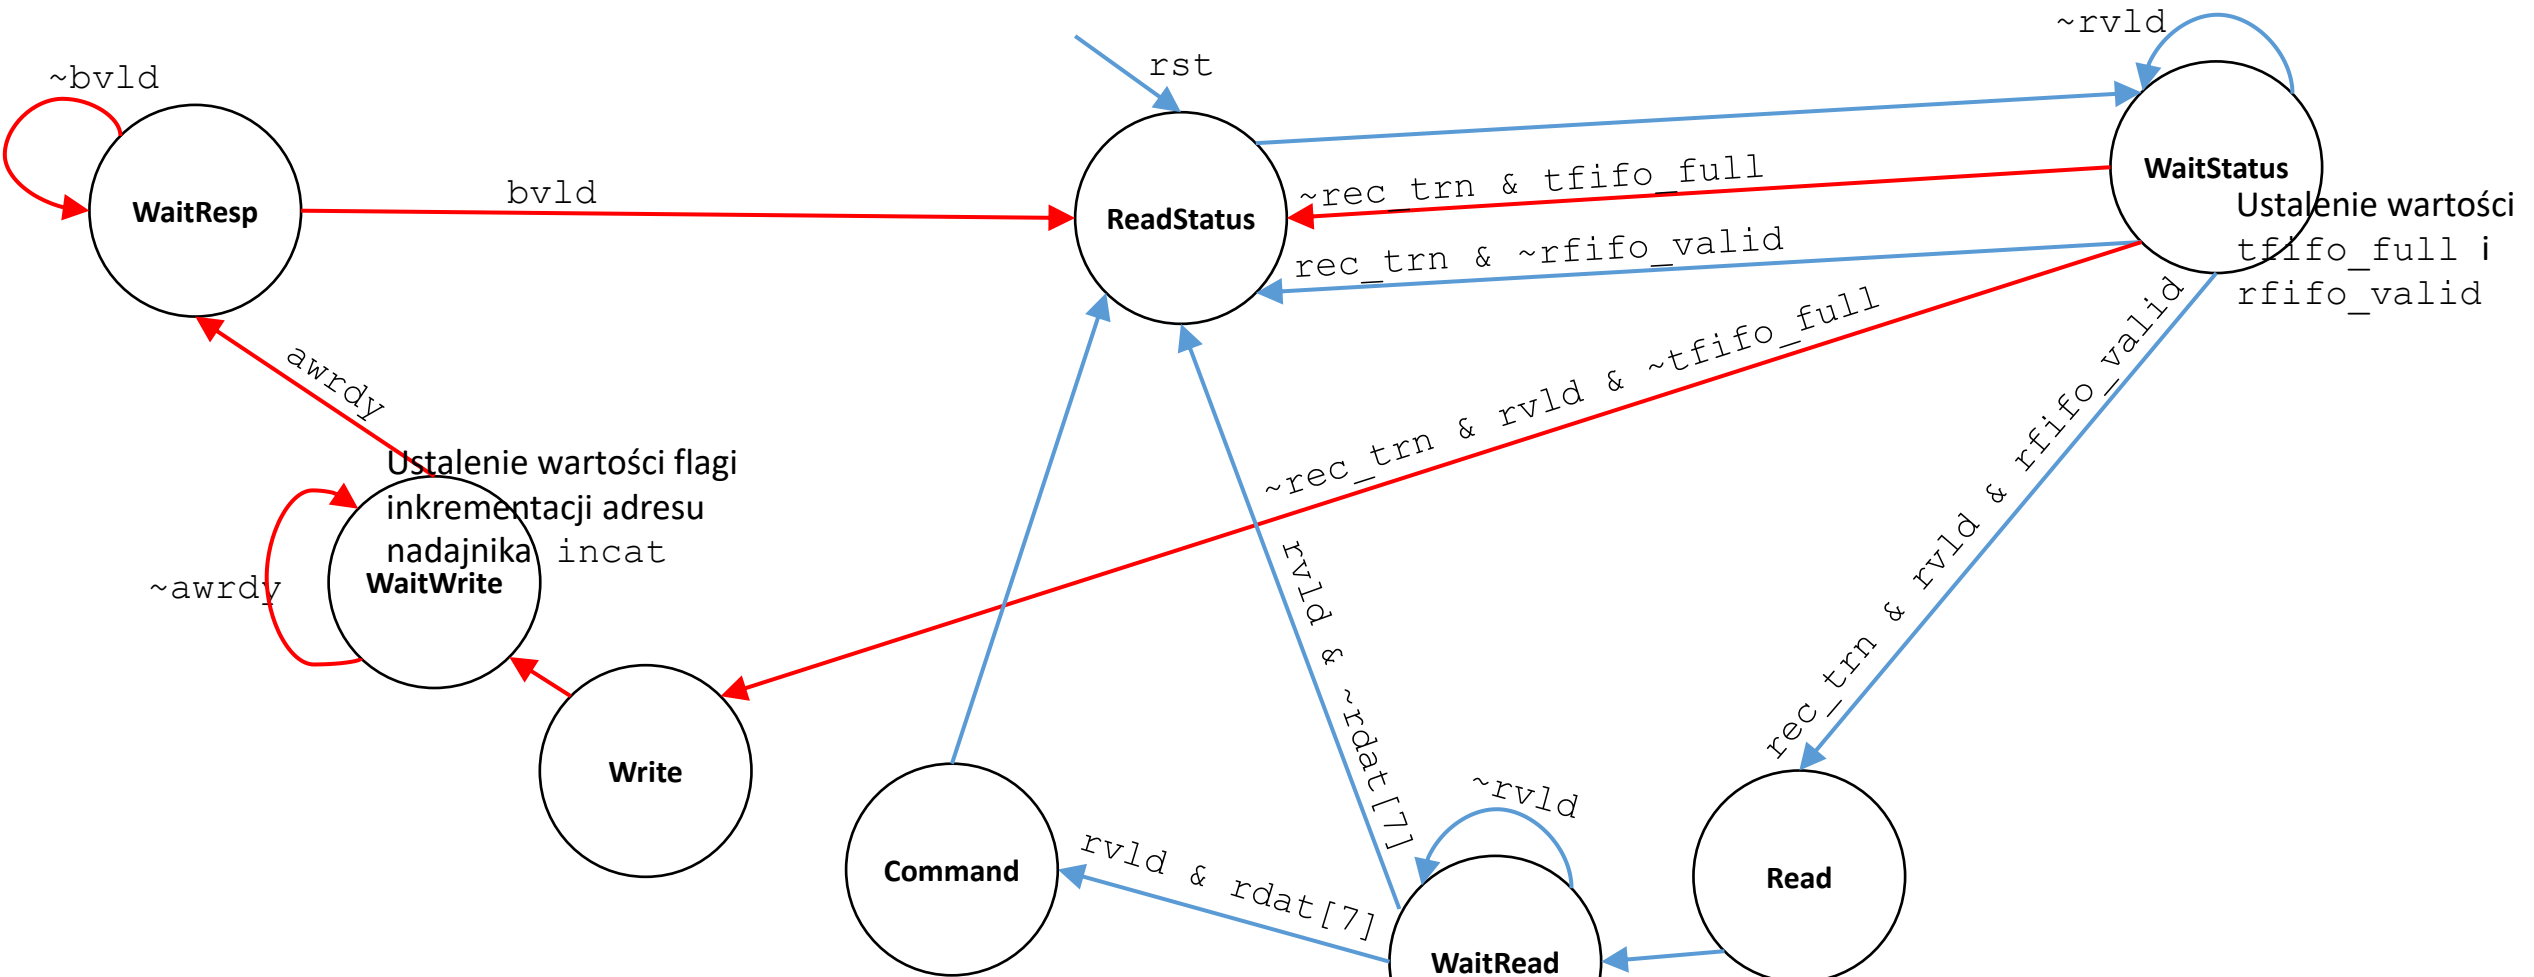 ~rvld
rst
~bvld
WaitResp
bvld
ReadStatus
~rec_trn & tfifo_full
WaitStatus
Ustalenie wartości
tfifo_full i
rfifo_valid
rec_trn & ~rfifo_valid
~rec_trn & rvld & ~tfifo_full
rec_trn & rvld & rfifo_valid
awrdy
Ustalenie wartości flagi
inkrementacji adresu
nadajnika incat
WaitWrite
~awrdy
rvld & ~rdat[7]
Write
Command
rvld & rdat[7]
~rvld
Read
WaitRead